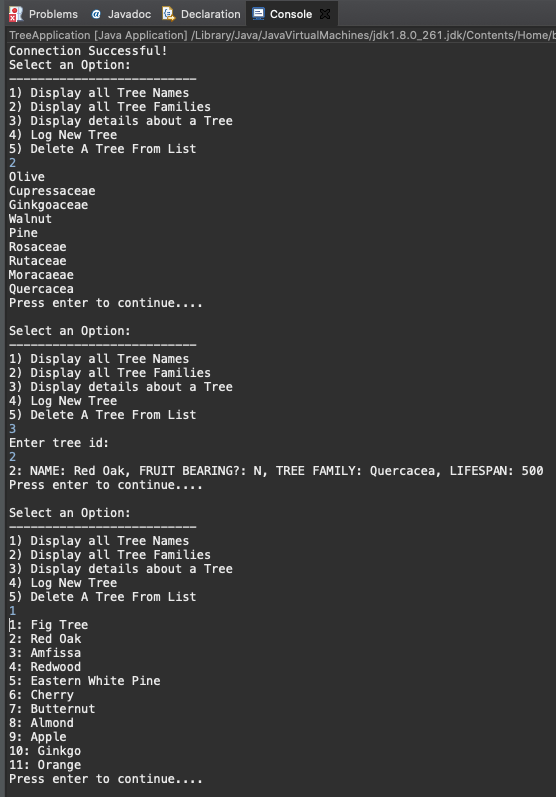 Problems @ Javadoc Declaration Console
TreeApplication [Java Application] /Library/Java/JavaVirtualMachines/jdk1.8.0_261.jdk/Contents/Home/b
Connection Successful!
Select an Option:
---------------------------
1) Display all Tree Names
2) Display all Tree Families
3) Display details about a Tree
4) Log New Tree
5) Delete A Tree From List
2
Olive
Cupressaceae
Ginkgoaceae
Walnut
Pine
Rosaceae
Rutaceae
Moracaeae
Quercacea
Press enter to continue....
Select an Option:
---------------------------
1) Display all Tree Names
2) Display all Tree Families
3) Display details about a Tree
4) Log New Tree
5) Delete A Tree From List
3
Enter tree id:
2
2: NAME: Red Oak, FRUIT BEARING?: N, TREE FAMILY: Quercacea, LIFESPAN: 500
Press enter to continue....
Select an Option:
---------------------------
1) Display all Tree Names
2) Display all Tree Families
3) Display details about a Tree
4) Log New Tree
5) Delete A Tree From List
1
1: Fig Tree
2: Red Oak
3: Amfissa
4: Redwood
5: Eastern White Pine
6: Cherry
7: Butternut
8: Almond
9: Apple
10: Ginkgo
11: Orange
Press enter to continue....